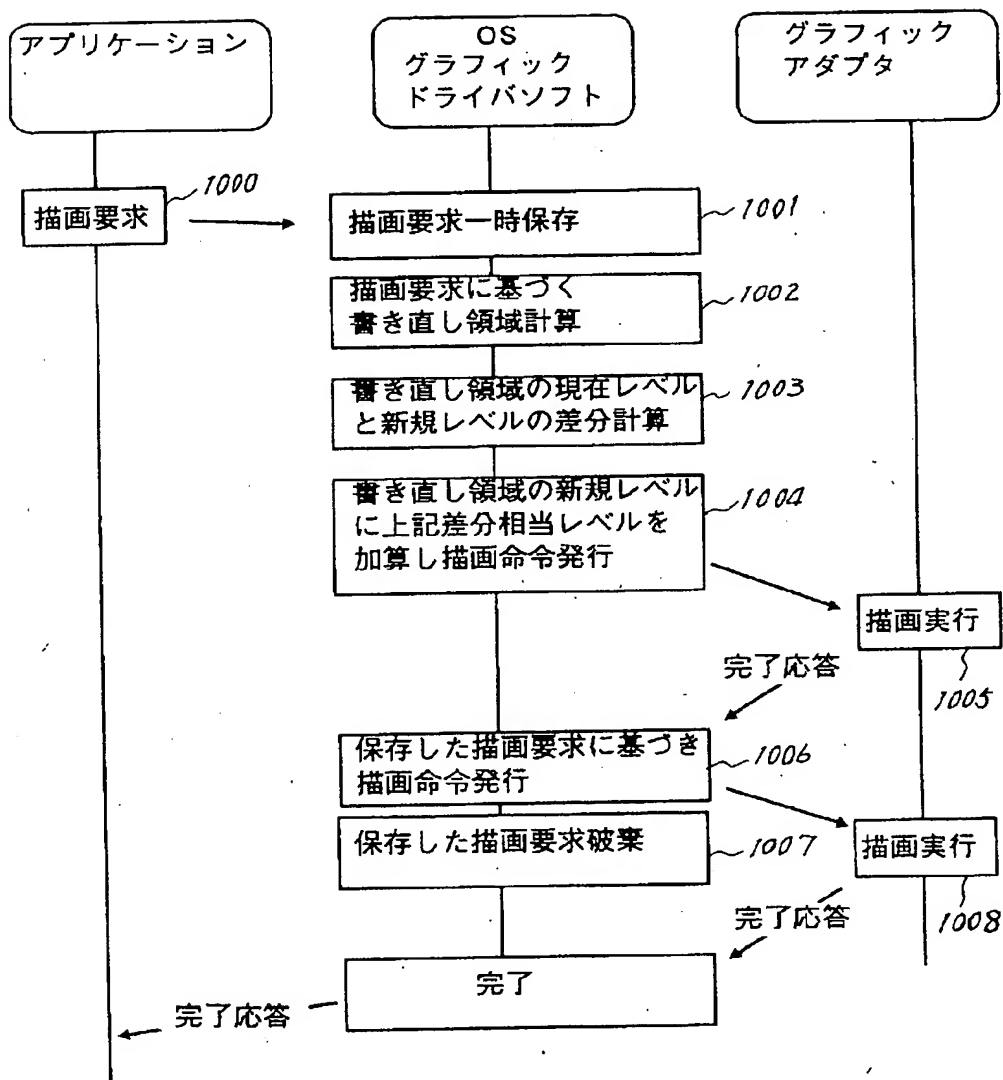 アプリケーション
OS
グラフィック
ドライバソフト
グラフィック
アダプタ
描画要求
1000
描画要求一時保存
1001
描画要求に基づく
書き直し領域計算
1002
書き直し領域の現在レベル
と新規レベルの差分計算
1003
書き直し領域の新規レベル
に上記差分相当レベルを
加算し描画命令発行
1004
描画実行
1005
完了応答
保存した描画要求に基づき
描画命令発行
1006
保存した描画要求破棄
1007
描画実行
1008
完了応答
完了
完了応答